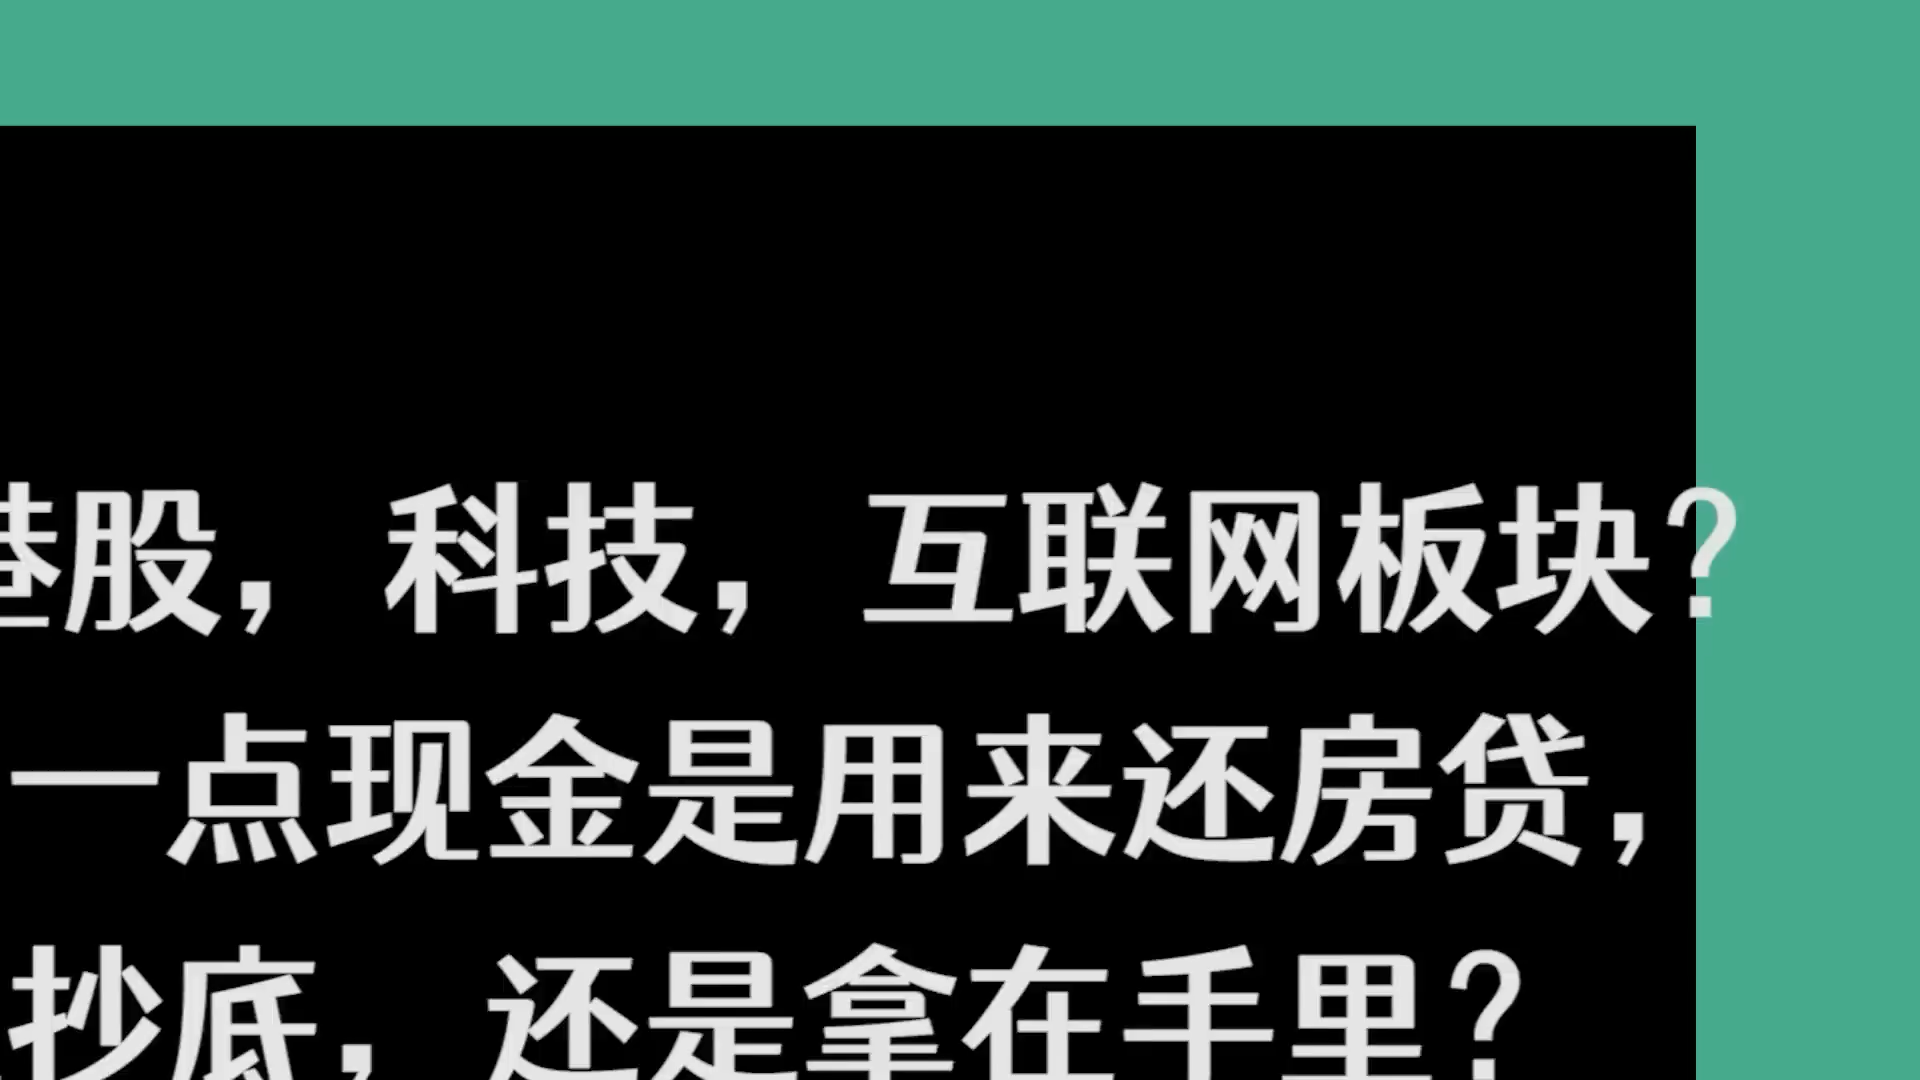 港股，科技，互联网板块？
一点现金是用来还房贷，
抄底，还是拿在手里？